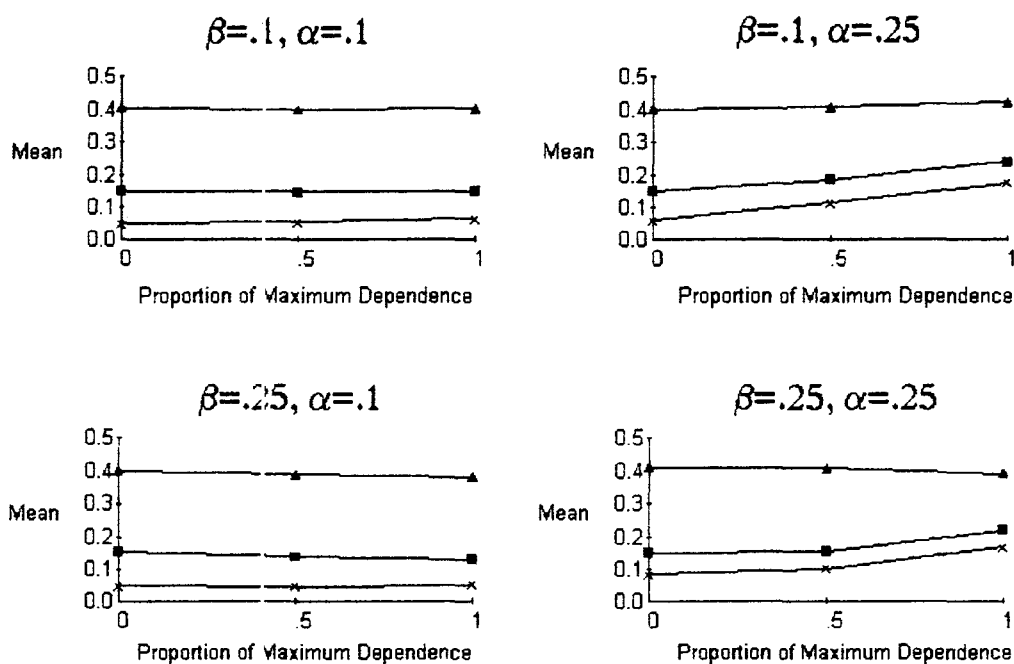 β=.1, α=.1
0.5
0.4
0.3
0.2
0.1
0.0
Mean
0 .5 1
Proportion of Maximum Dependence
β=.1, α=.25
0.5
0.4
0.3
0.2
0.1
0.0
Mean
0 .5 1
Proportion of Maximum Dependence
β=.25, α=.1
0.5
0.4
0.3
0.2
0.1
0.0
Mean
0 .5 1
Proportion of Maximum Dependence
β=.25, α=.25
0.5
0.4
0.3
0.2
0.1
0.0
Mean
0 .5 1
Proportion of Maximum Dependence